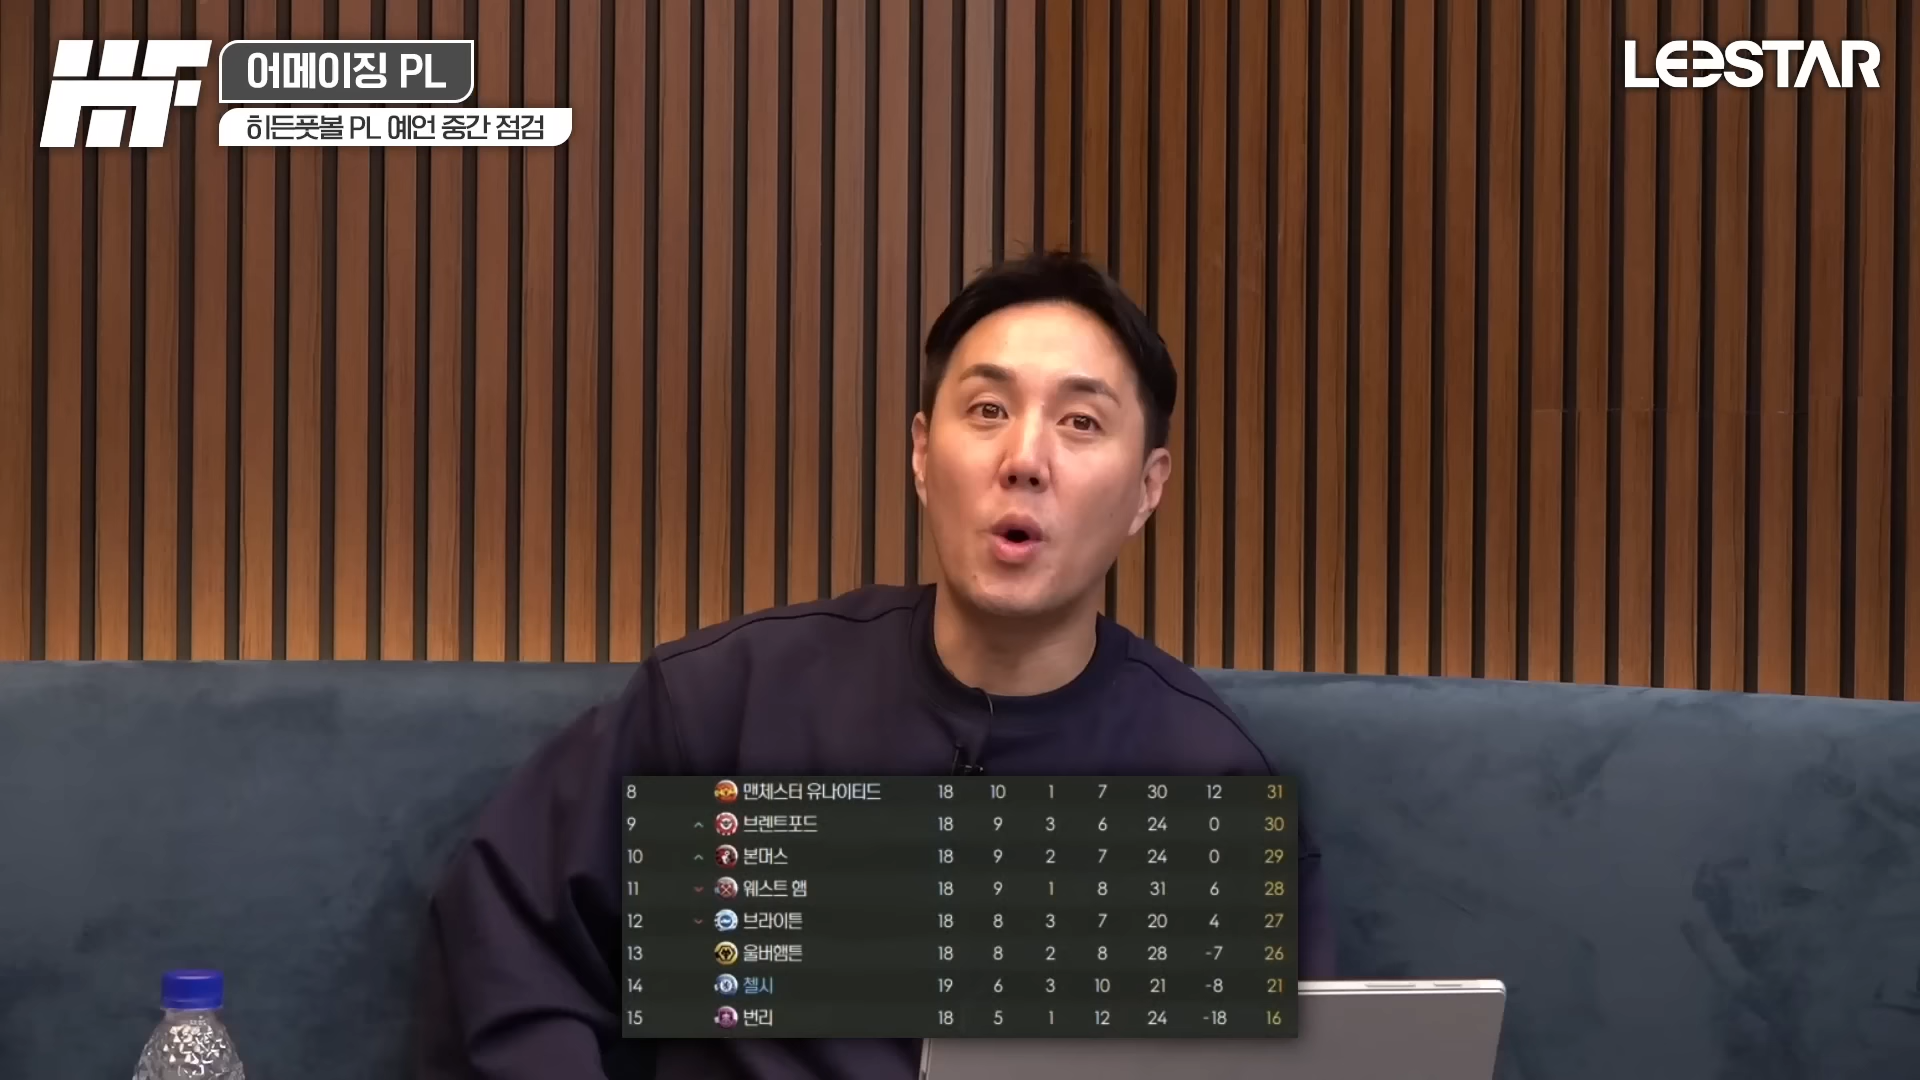 HF
어메이징 PL
히든풋볼 PL 예언 중간 점검
LEESTAR
8 맨체스터 유나이티드 18 10 1 7 30 12 31
9 브렌트포드 18 9 3 6 24 0 30
10 본머스 18 9 2 7 24 0 29
11 웨스트 햄 18 9 1 8 31 6 28
12 브라이튼 18 8 3 7 20 4 27
13 울버햄튼 18 8 2 8 28 -7 26
14 첼시 19 6 3 10 21 -8 21
15 번리 18 5 1 12 24 -18 16